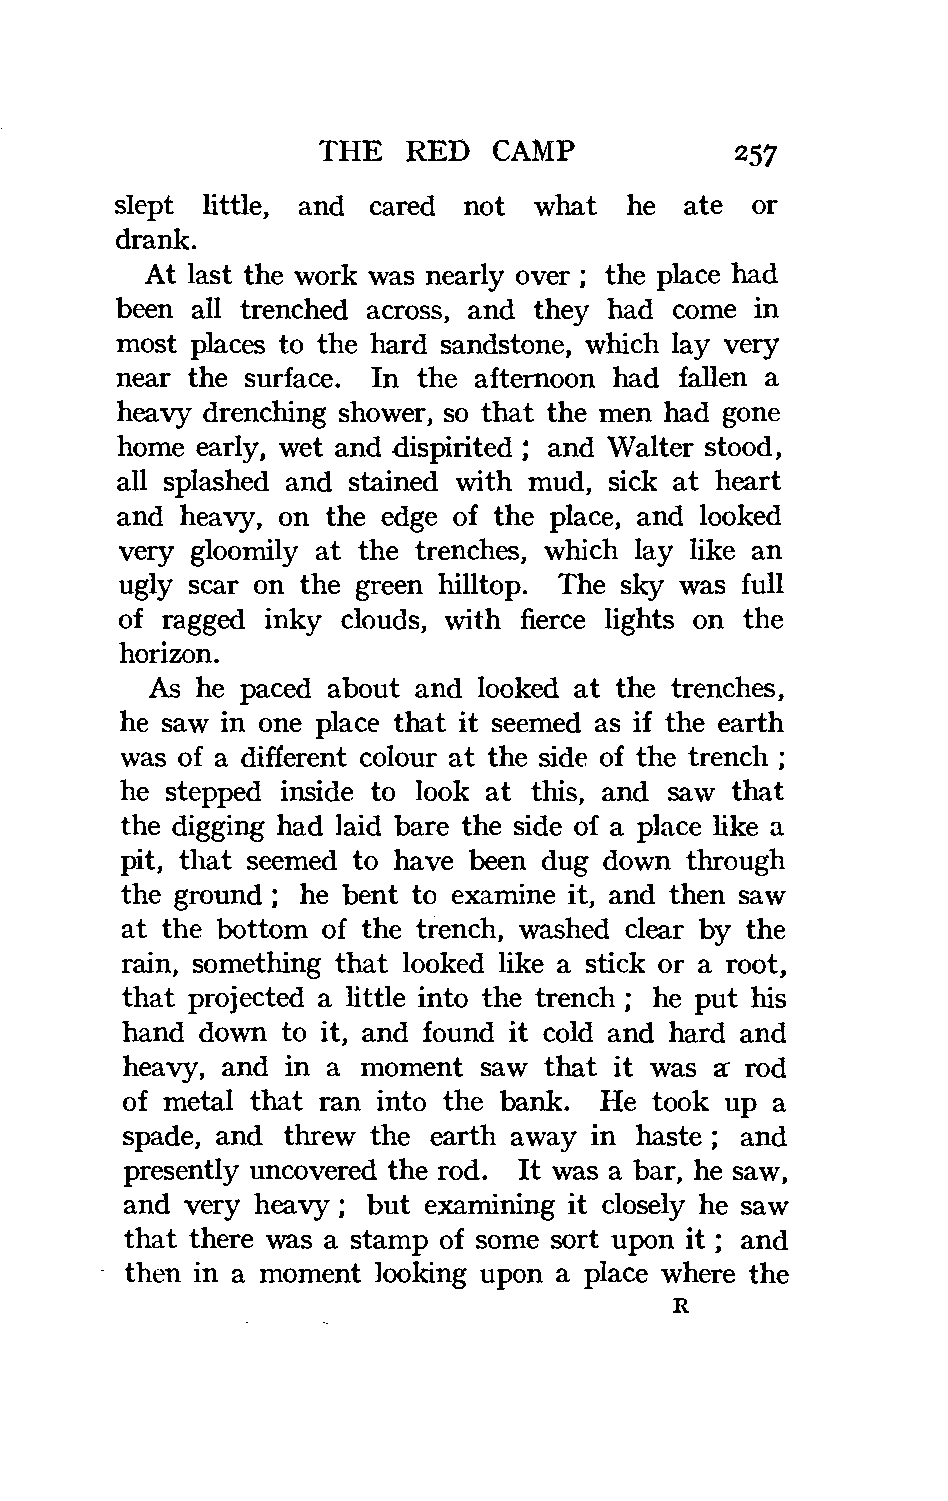 THE RED CAMP 257
slept little, and cared not what he ate or
drank.
At last the work was nearly over ; the place had
been all trenched across, and they had come in
most places to the hard sandstone, which lay very
near the surface. In the afternoon had fallen a
heavy drenching shower, so that the men had gone
home early, wet and dispirited ; and Walter stood,
all splashed and stained with mud, sick at heart
and heavy, on the edge of the place, and looked
very gloomily at the trenches, which lay like an
ugly scar on the green hilltop. The sky was full
of ragged inky clouds, with fierce lights on the
horizon.
As he paced about and looked at the trenches,
he saw in one place that it seemed as if the earth
was of a different colour at the side of the trench ;
he stepped inside to look at this, and saw that
the digging had laid bare the side of a place like a
pit, that seemed to have been dug down through
the ground ; he bent to examine it, and then saw
at the bottom of the trench, washed clear by the
rain, something that looked like a stick or a root,
that projected a little into the trench ; he put his
hand down to it, and found it cold and hard and
heavy, and in a moment saw that it was a rod
of metal that ran into the bank. He took up a
spade, and threw the earth away in haste ; and
presently uncovered the rod. It was a bar, he saw,
and very heavy ; but examining it closely he saw
that there was a stamp of some sort upon it ; and
then in a moment looking upon a place where the
R